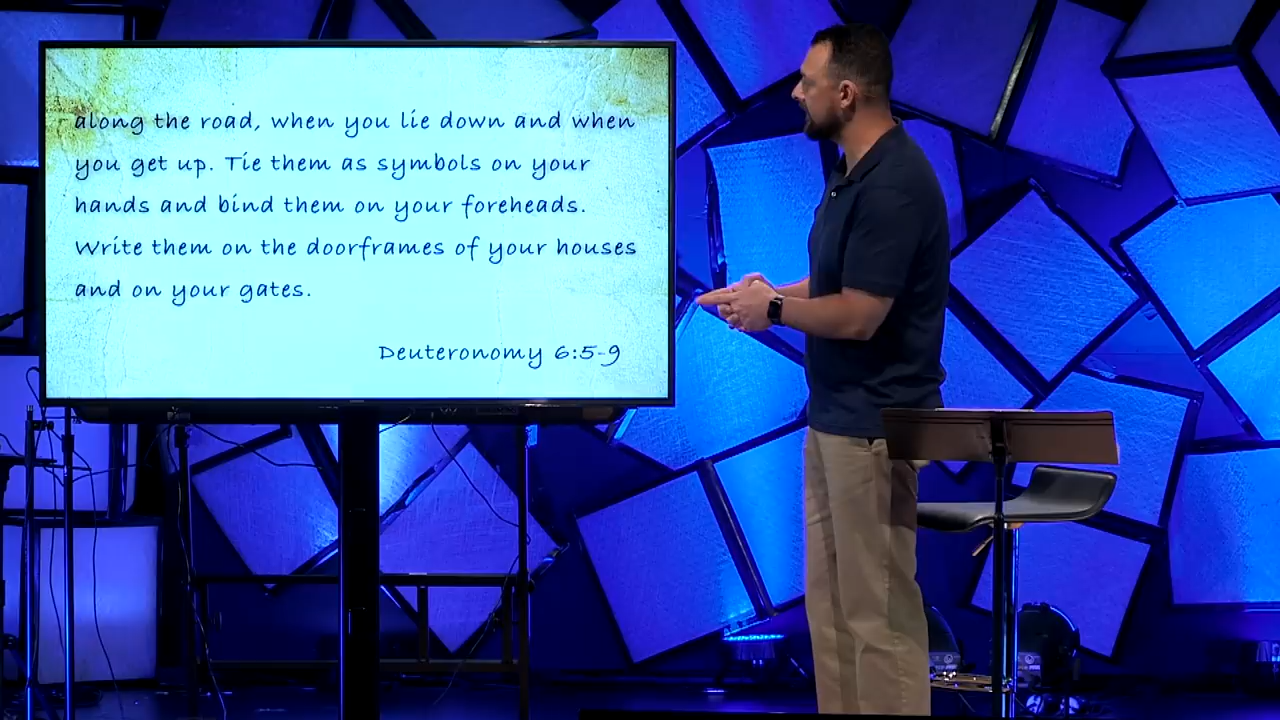 along the road, when you lie down and when
you get up. Tie them as symbols on your
hands and bind them on your foreheads.
Write them on the doorframes of your houses
and on your gates.
Deuteronomy 6:5-9